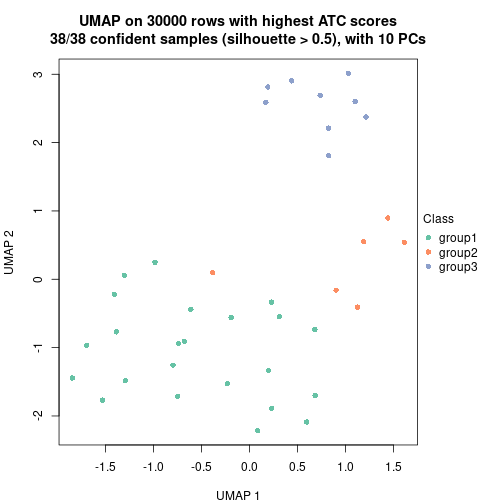 UMAP on 30000 rows with highest ATC scores
38/38 confident samples (silhouette > 0.5), with 10 PCs
3
2
1
0
-1
-2
UMAP 2
-1.5 -1.0 -0.5 0.0 0.5 1.0 1.5
UMAP 1
Class
group1
group2
group3